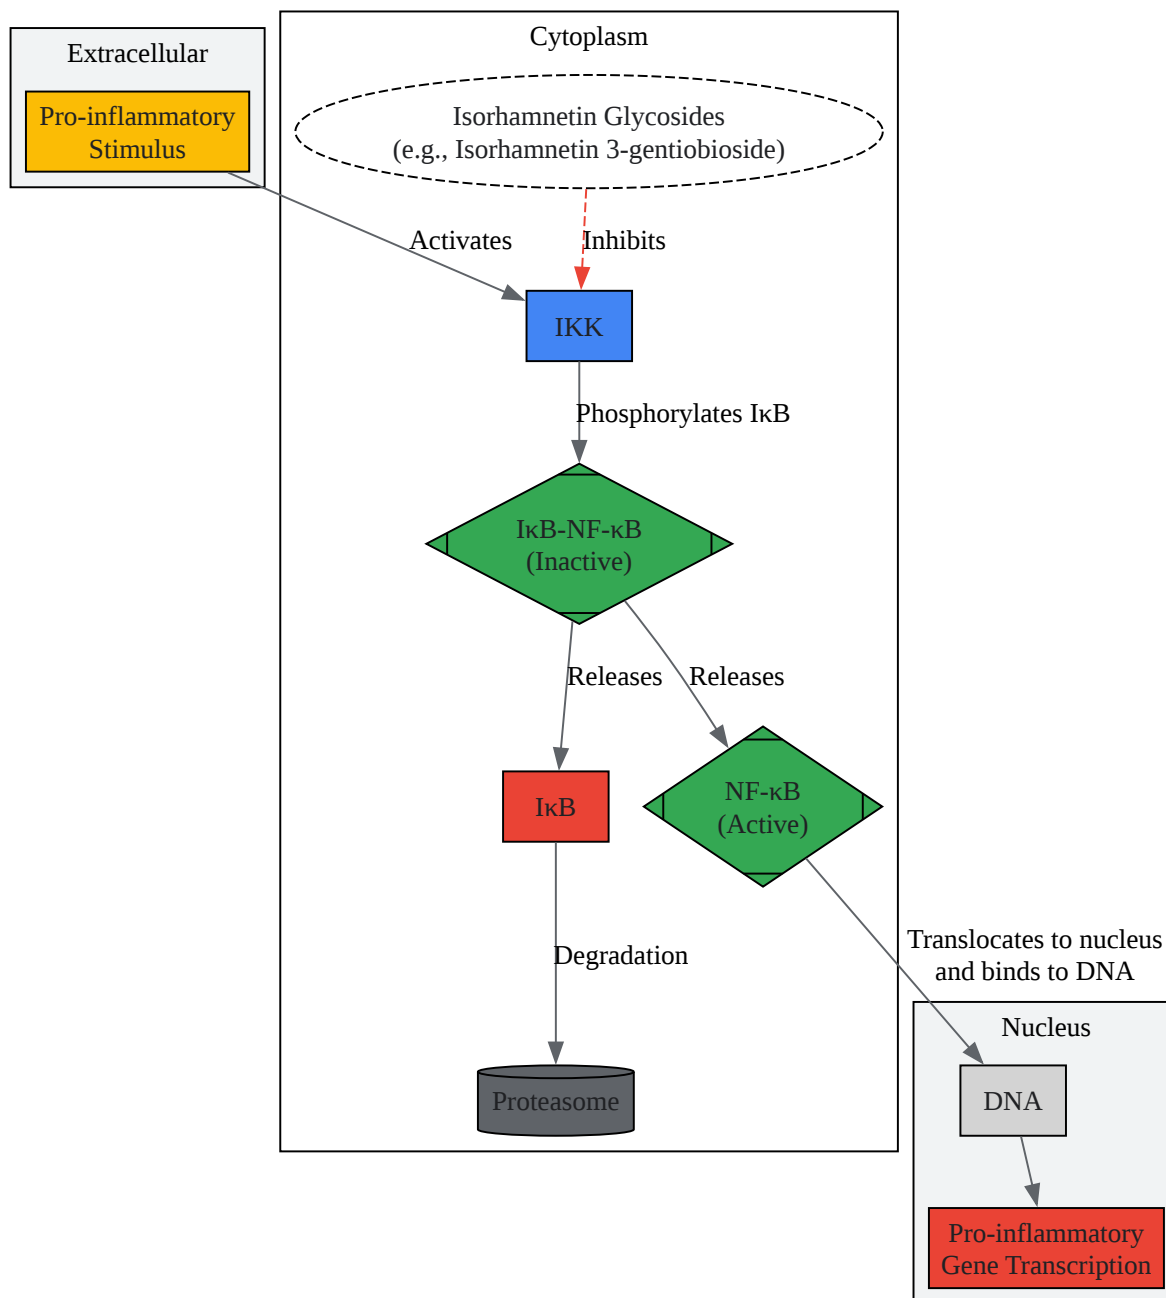 Extracellular
Pro-inflammatory
Stimulus
Cytoplasm
Isorhamnetin Glycosides
(e.g., Isorhamnetin 3-gentiobioside)
Activates
Inhibits
IKK
Phosphorylates IκB
IκB-NF-κB
(Inactive)
Releases
Releases
IκB
NF-κB
(Active)
Degradation
Translocates to nucleus
and binds to DNA
Proteasome
Nucleus
DNA
Pro-inflammatory
Gene Transcription